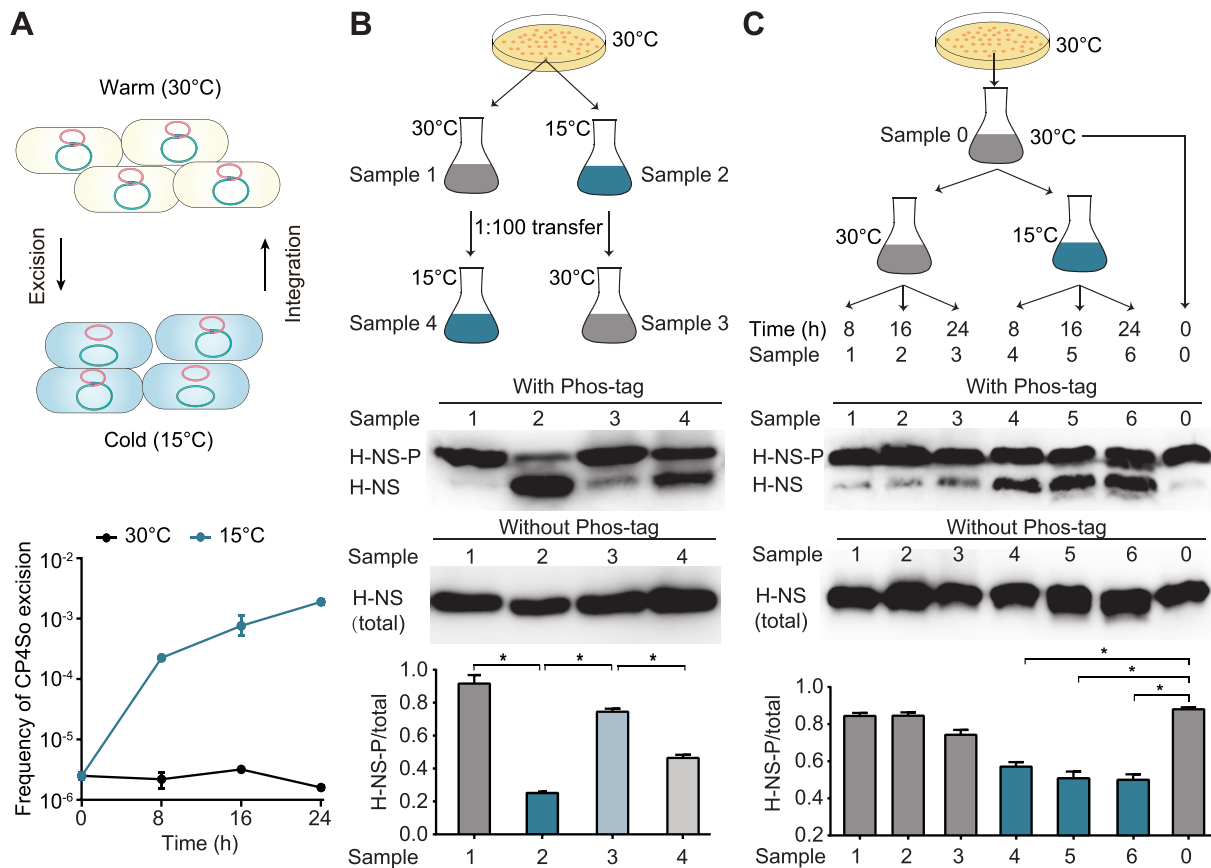 A
Warm (30°C)
Excision
Integration
Cold (15°C)
30°C 15°C
Frequency of CP4So excision
10-2
10-3
10-4
10-5
10-6
0 8 16 24
Time (h)
B
30°C
30°C 15°C
Sample 1 Sample 2
1:100 transfer
15°C 30°C
Sample 4 Sample 3
With Phos-tag
Sample 1 2 3 4
H-NS-P
H-NS
Without Phos-tag
Sample 1 2 3 4
H-NS
(total)
H-NS-P/total
1.0
0.8
0.6
0.4
0.2
0.0
* * *
Sample 1 2 3 4
C
30°C
Sample 0 30°C
30°C 15°C
Time (h) 8 16 24 8 16 24 0
Sample 1 2 3 4 5 6 0
With Phos-tag
Sample 1 2 3 4 5 6 0
H-NS-P
H-NS
Without Phos-tag
Sample 1 2 3 4 5 6 0
H-NS
(total)
*
*
*
H-NS-P/total
1.0
0.8
0.6
0.4
0.2
Sample 1 2 3 4 5 6 0